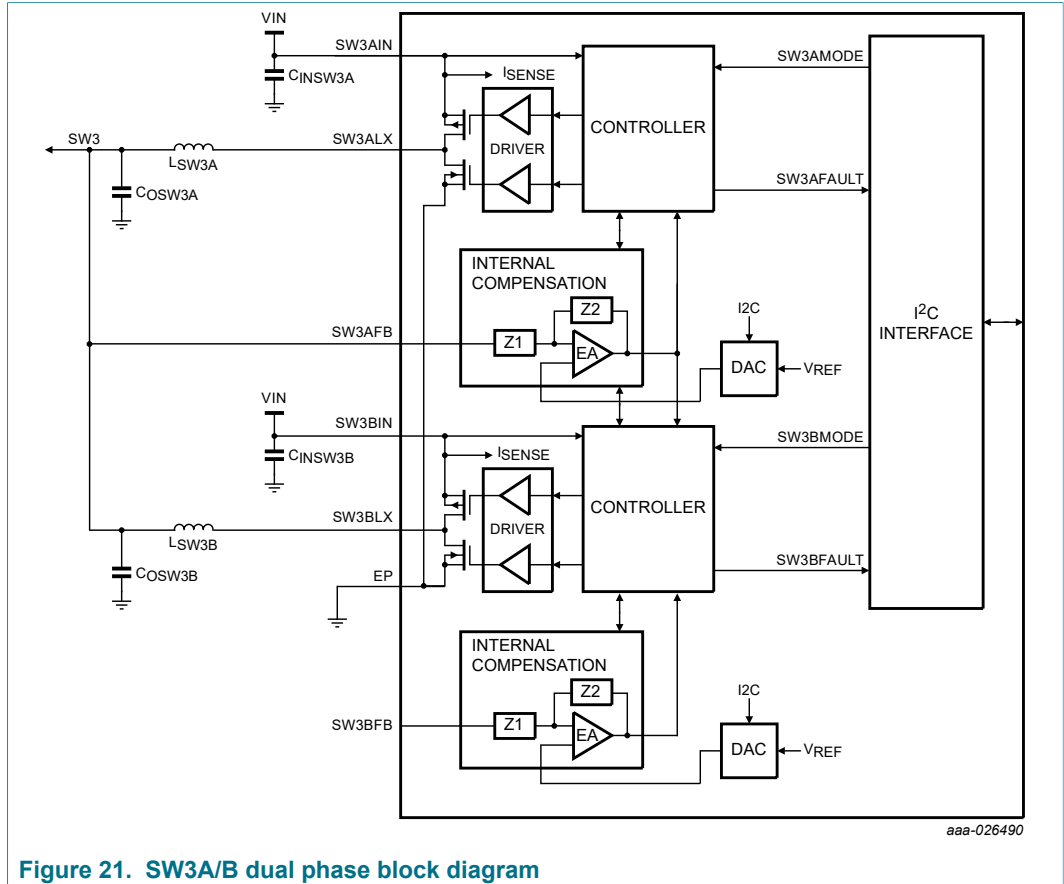 VIN
SW3AIN
CINSW3A
ISENSE
SW3AMODE
CONTROLLER
SW3
SW3ALX
DRIVER
LSW3A
COSW3A
SW3AFAULT
INTERNAL
COMPENSATION
Z2
I2C
SW3AFB
Z1
EA
DAC
VREF
I2C
INTERFACE
VIN
SW3BIN
CINSW3B
ISENSE
SW3BMODE
CONTROLLER
SW3BLX
DRIVER
LSW3B
COSW3B
SW3BFAULT
EP
INTERNAL
COMPENSATION
Z2
I2C
SW3BFB
Z1
EA
DAC
VREF
aaa-026490
Figure 21. SW3A/B dual phase block diagram